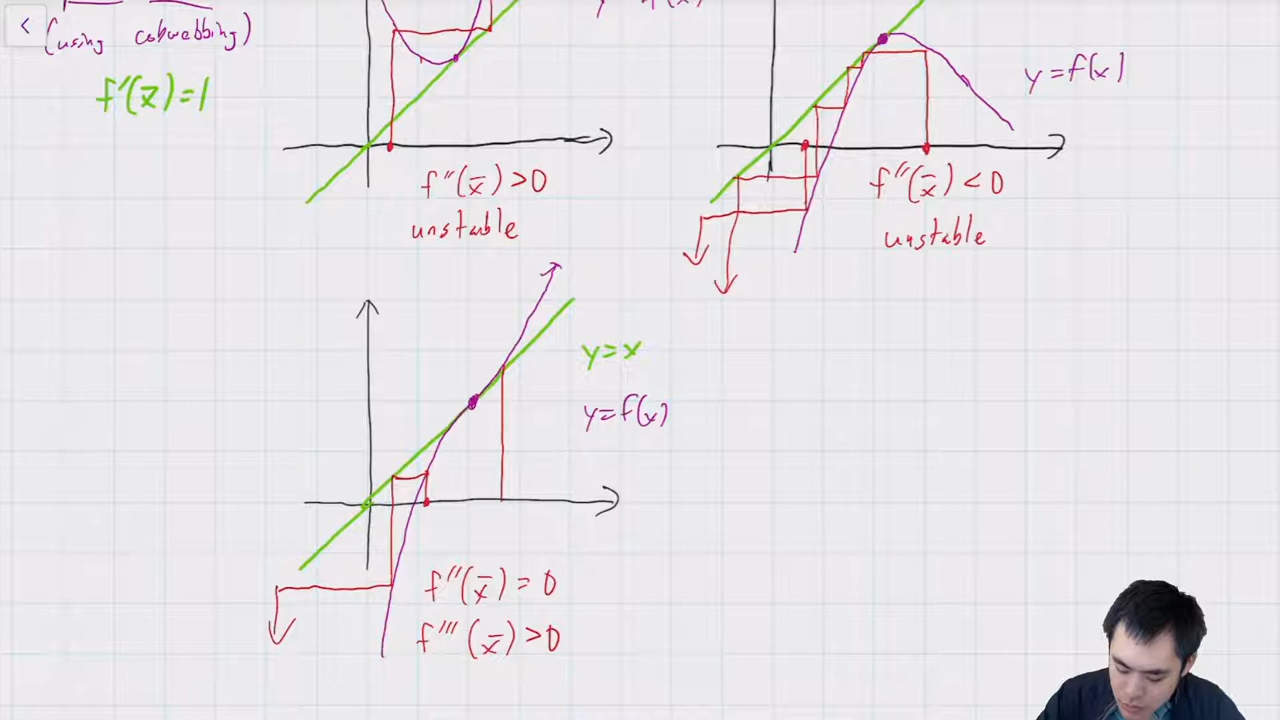 (using cobwebbing)
f'(x̄)=1
y=f(x)
f''(x̄)>0
unstable
f''(x̄)<0
unstable
y=x
y=f(x)
f''(x̄)=0
f'''(x̄)>0